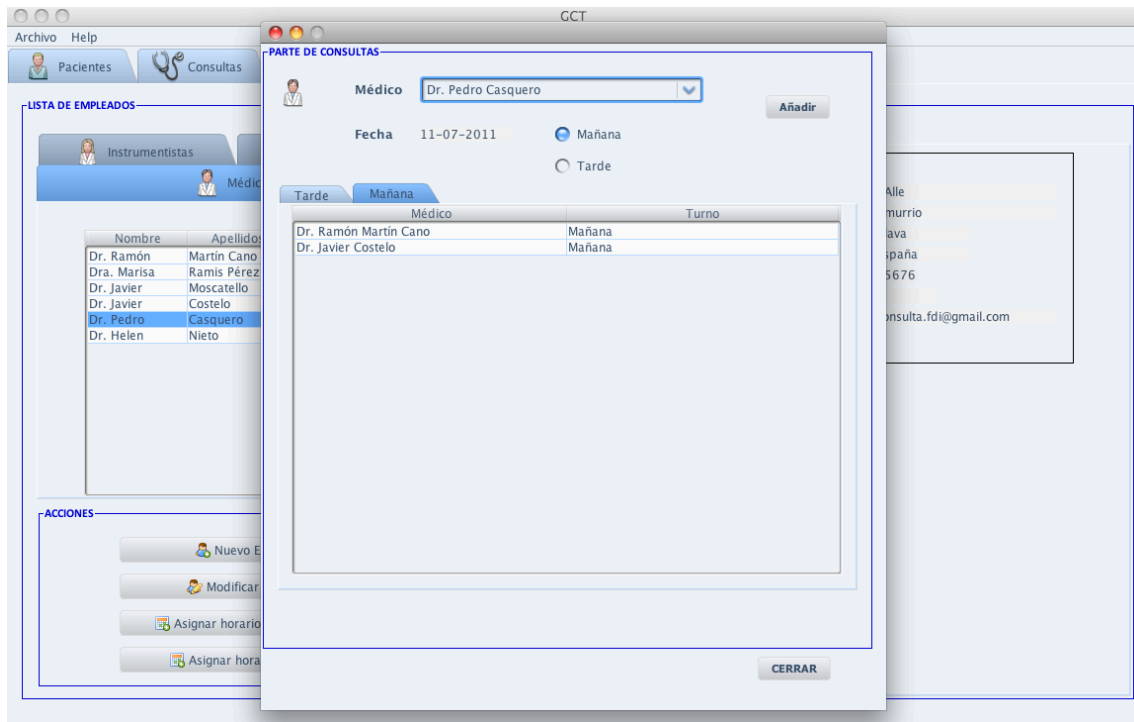 GCT
Archivo Help
Pacientes
Consultas
LISTA DE EMPLEADOS
Instrumentistas
Médic
Nombre Apellidos
Dr. Ramón Martín Cano
Dra. Marisa Ramis Pérez
Dr. Javier Moscatello
Dr. Javier Costelo
Dr. Pedro Casquero
Dr. Helen Nieto
ACCIONES
Nuevo E
Modificar
Asignar horario
Asignar hora
PARTE DE CONSULTAS
Médico Dr. Pedro Casquero
Añadir
Fecha 11-07-2011 Mañana
Tarde
Tarde Mañana
Médico Turno
Dr. Ramón Martín Cano Mañana
Dr. Javier Costelo Mañana
CERRAR
Alle
murrio
ava
spaña
5676
onsulta.fdi@gmail.com